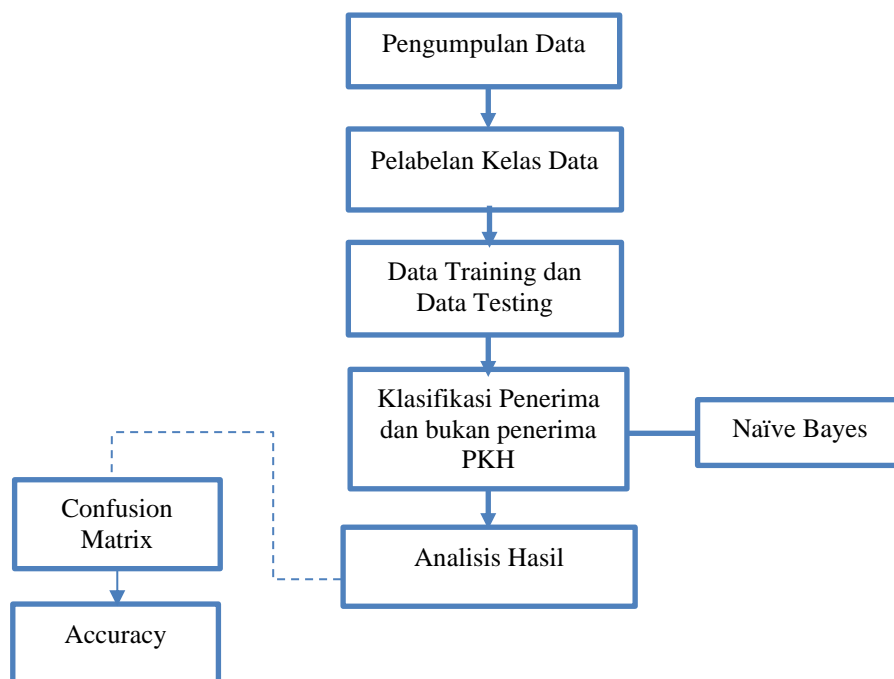 Pengumpulan Data
Pelabelan Kelas Data
Data Training dan
Data Testing
Klasifikasi Penerima
dan bukan penerima
PKH
Naïve Bayes
Analisis Hasil
Confusion
Matrix
Accuracy